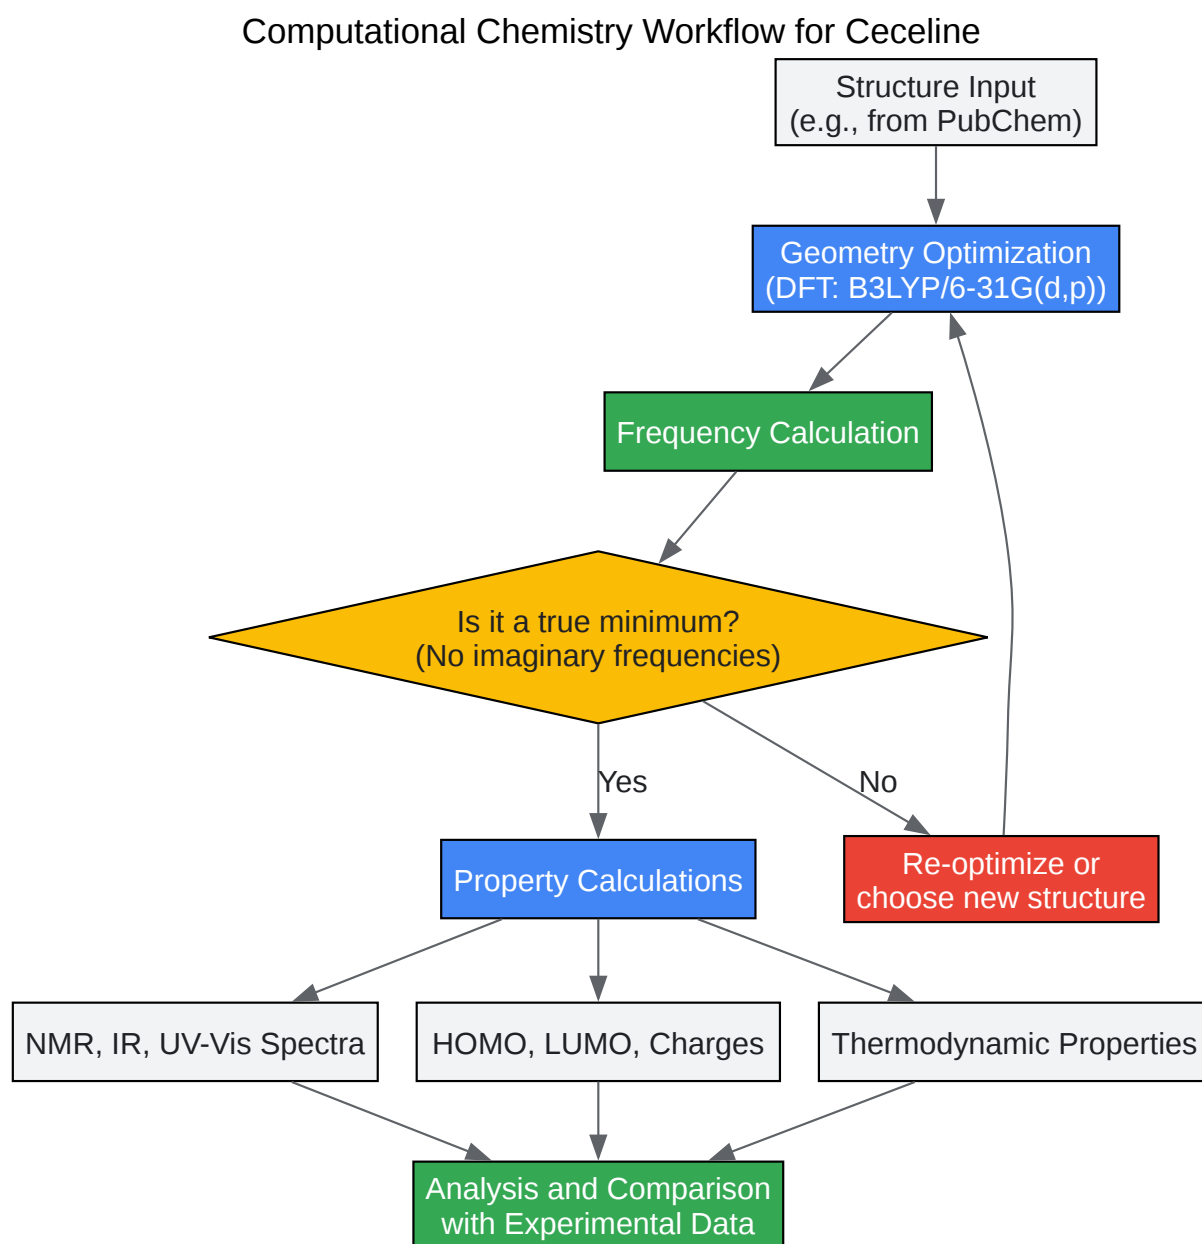 Computational Chemistry Workflow for Ceceline
Structure Input
(e.g., from PubChem)
Geometry Optimization
(DFT: B3LYP/6-31G(d,p))
Frequency Calculation
Is it a true minimum?
(No imaginary frequencies)
Yes
No
Property Calculations
Re-optimize or
choose new structure
NMR, IR, UV-Vis Spectra
HOMO, LUMO, Charges
Thermodynamic Properties
Analysis and Comparison
with Experimental Data